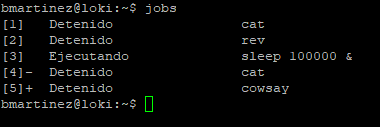 bmartinez@loki:~$ jobs
[1]   Detenido                cat
[2]   Detenido                rev
[3]   Ejecutando              sleep 100000 &
[4]-  Detenido                cat
[5]+  Detenido                cowsay
bmartinez@loki:~$